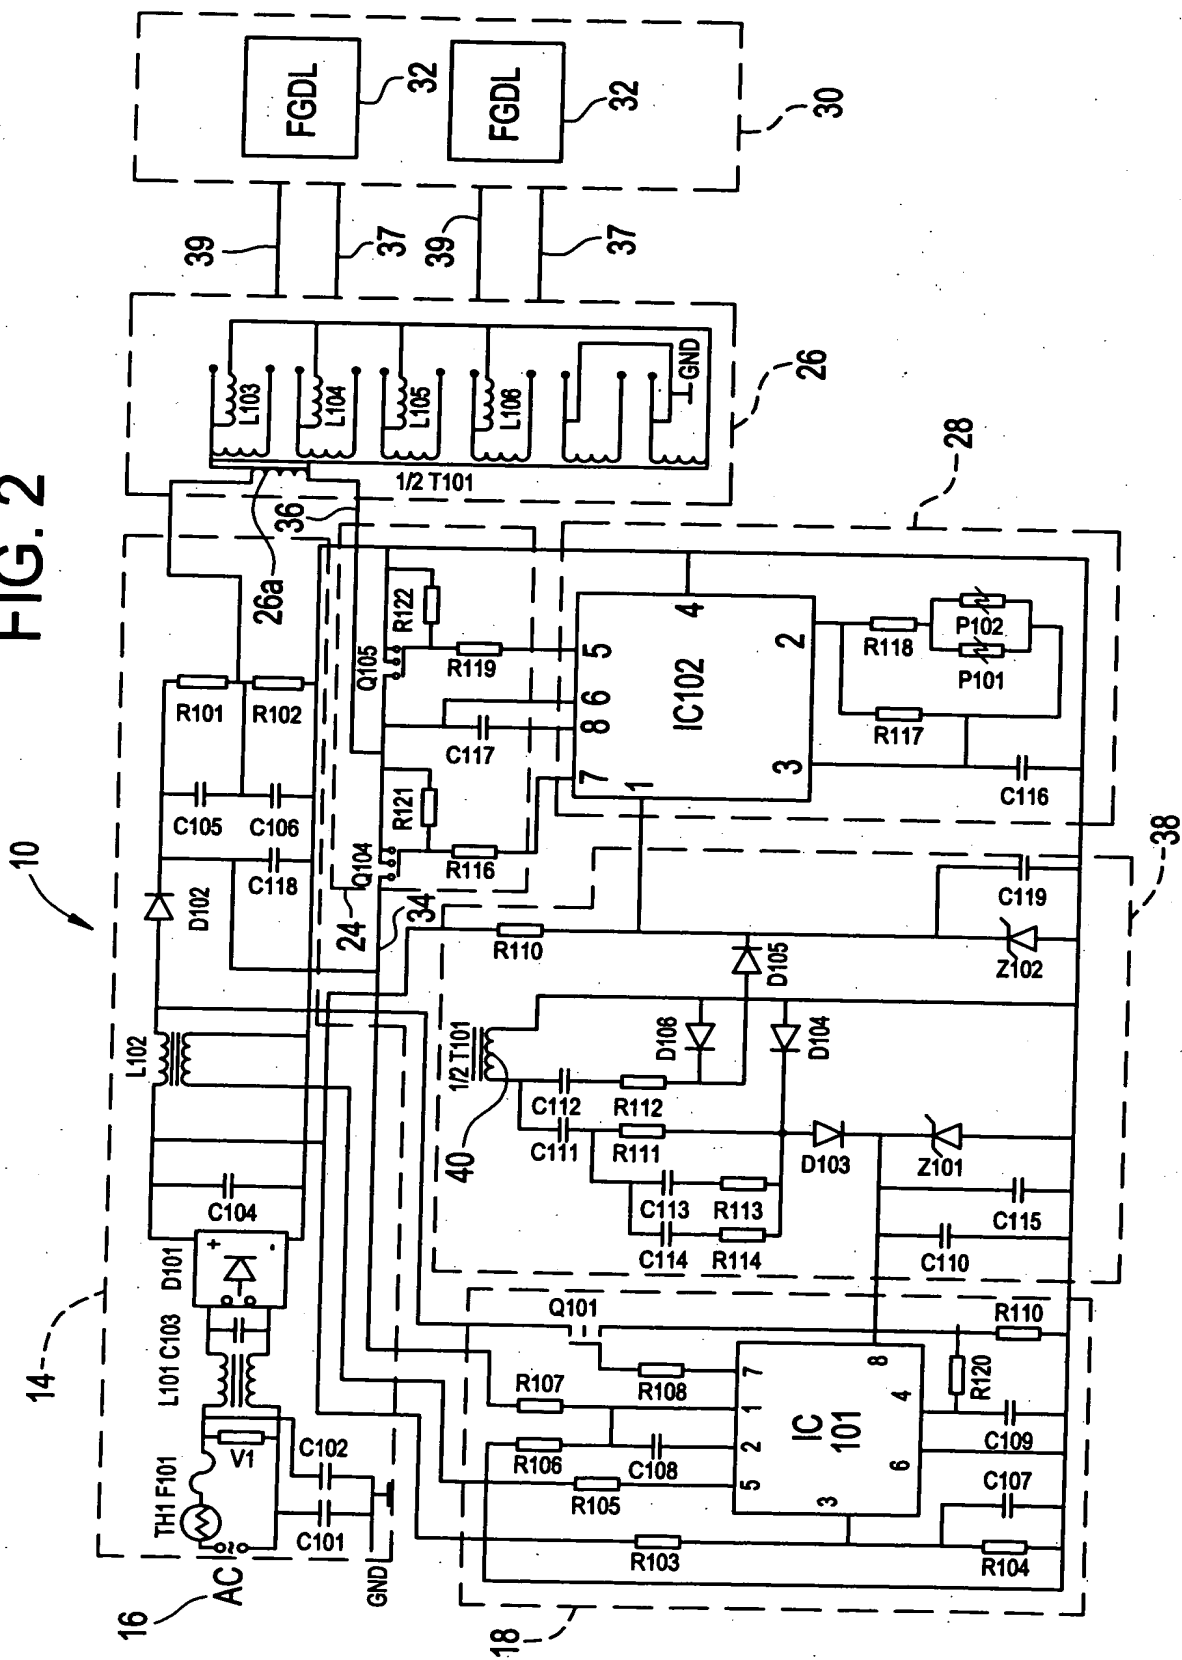 FIG. 2
10
14
16
AC
TH1 F101
V1
L101 C103
D101
+
-
C101
C102
GND
C104
L102
D102
C105
C106
C118
R101
R102
26a
36
24
34
Q104
R121
R116
C117
Q105
R122
R119
1/2 T101
L103
L104
L105
L106
GND
26
39
37
39
37
FGDL
32
FGDL
32
30
28
IC102
7
8
6
5
4
1
3
2
R117
R118
P101
P102
C116
38
R110
D105
Z102
C119
1/2 T101
40
C112
R112
D106
D104
C111
R111
C113
R113
C114
R114
D103
Z101
C115
C110
18
Q101
R107
R108
R106
C108
R105
R103
IC
101
7
1
2
5
3
8
4
6
R110
R120
C109
C107
R104